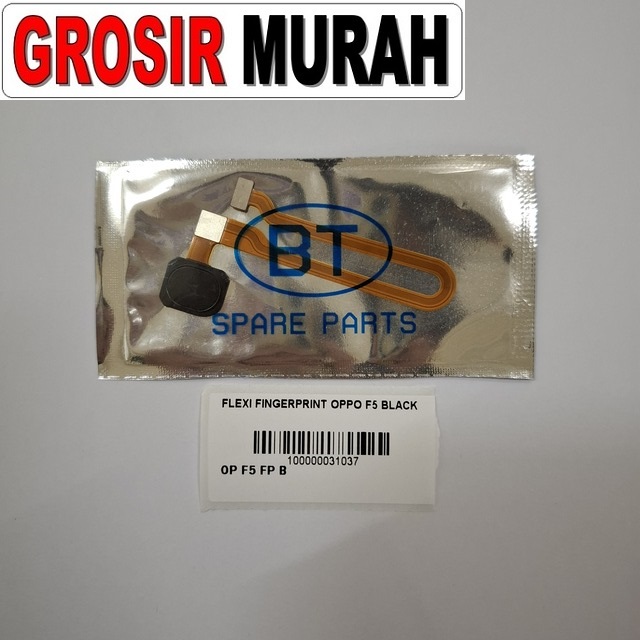 GROSIR MURAH
BT
SPARE PARTS
FLEXI FINGERPRINT OPPO F5 BLACK
100000031037
OP F5 FP B